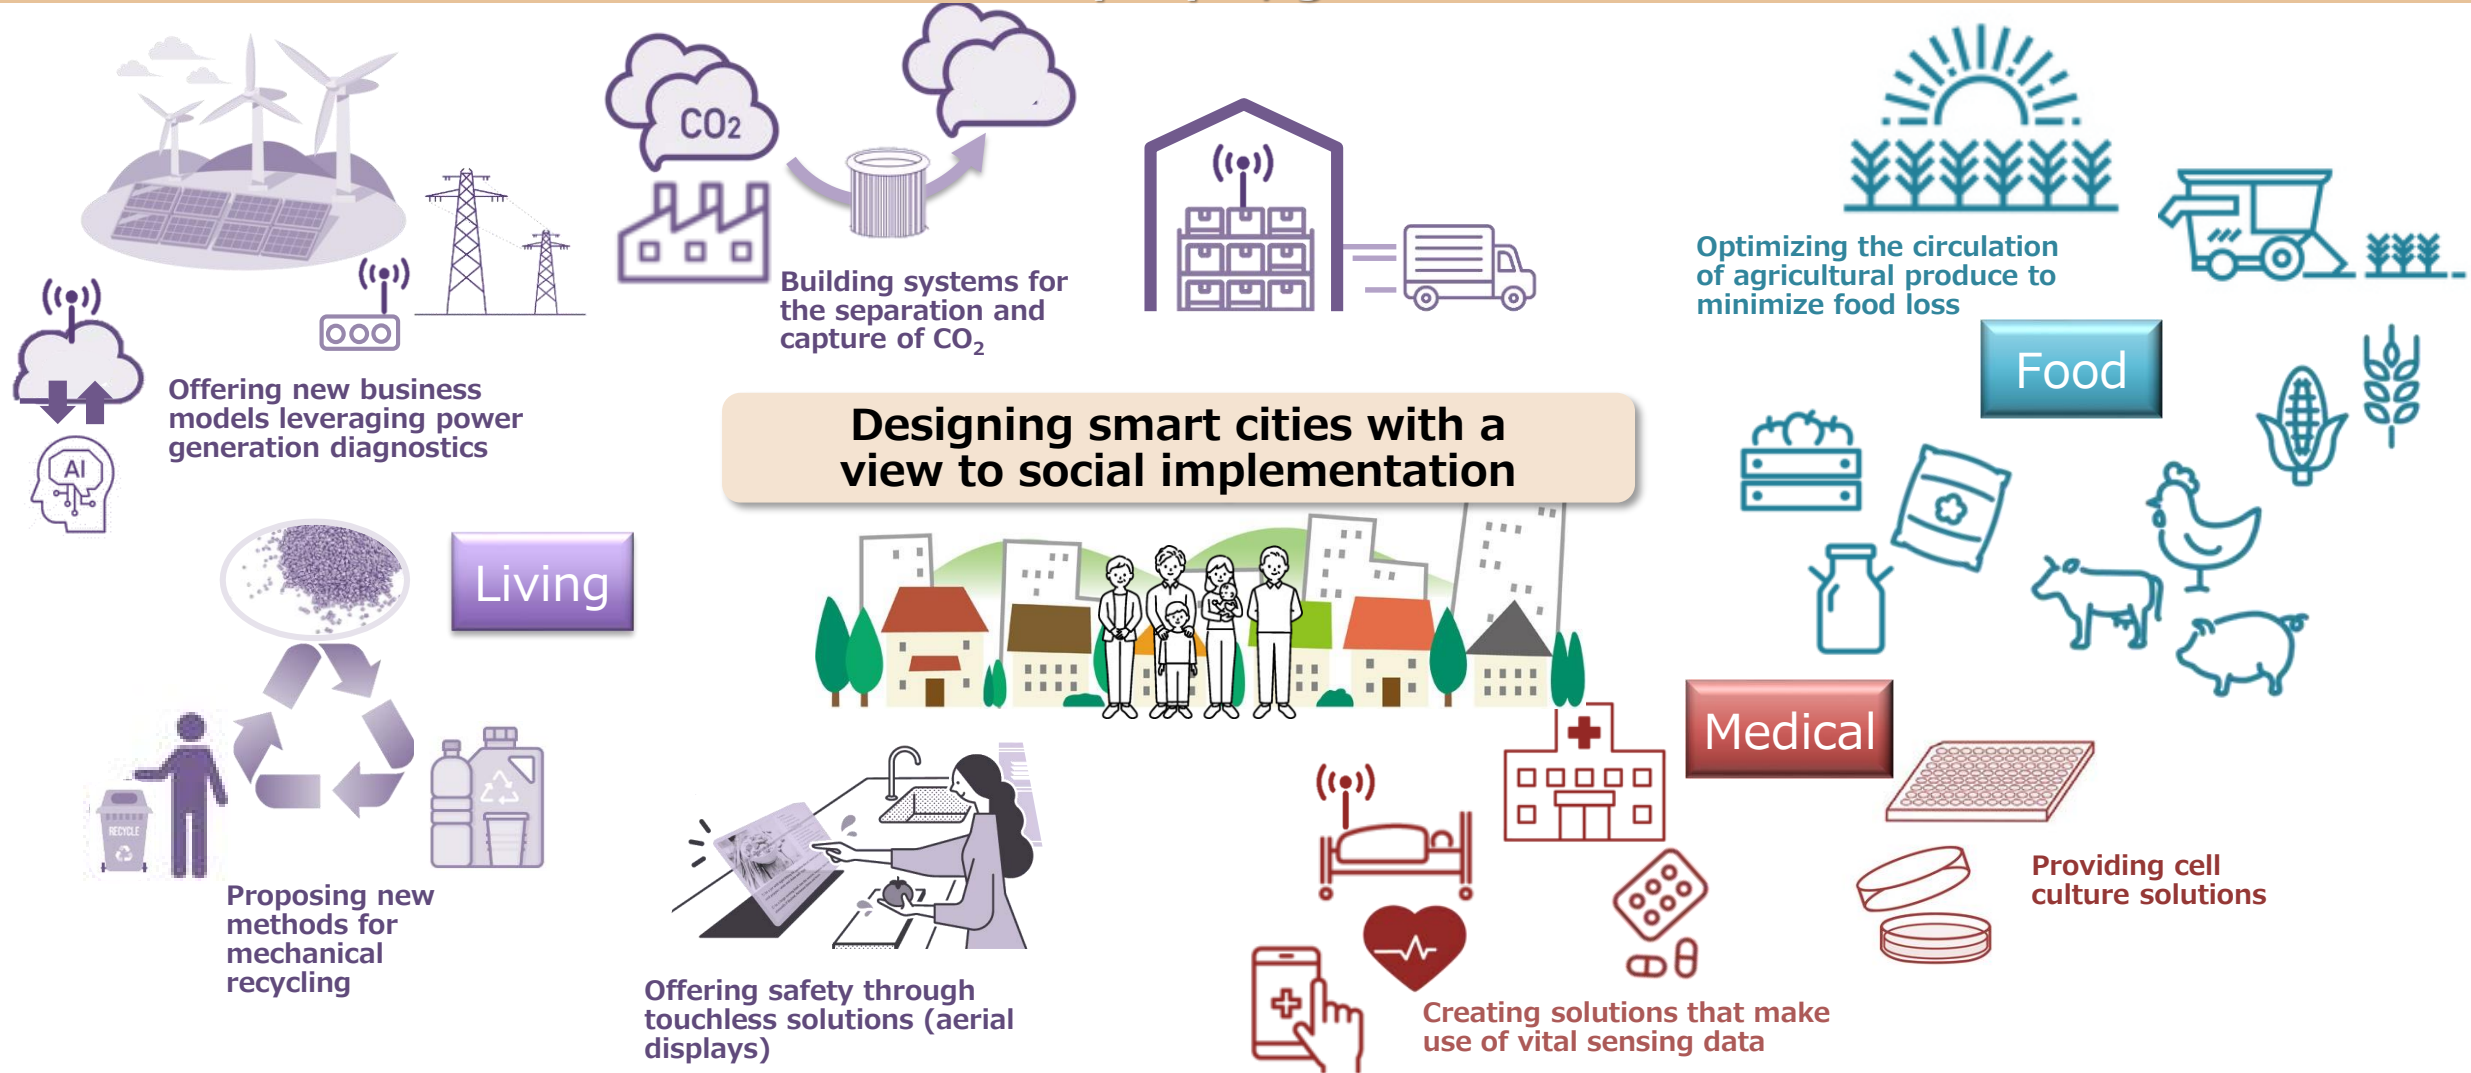 CO2
Building systems for
the separation and
capture of CO₂
Offering new business
models leveraging power
generation diagnostics
AI
Optimizing the circulation
of agricultural produce to
minimize food loss
Food
Designing smart cities with a
view to social implementation
Living
Medical
RECYCLE
Proposing new
methods for
mechanical
recycling
Offering safety through
touchless solutions (aerial
displays)
Providing cell
culture solutions
Creating solutions that make
use of vital sensing data